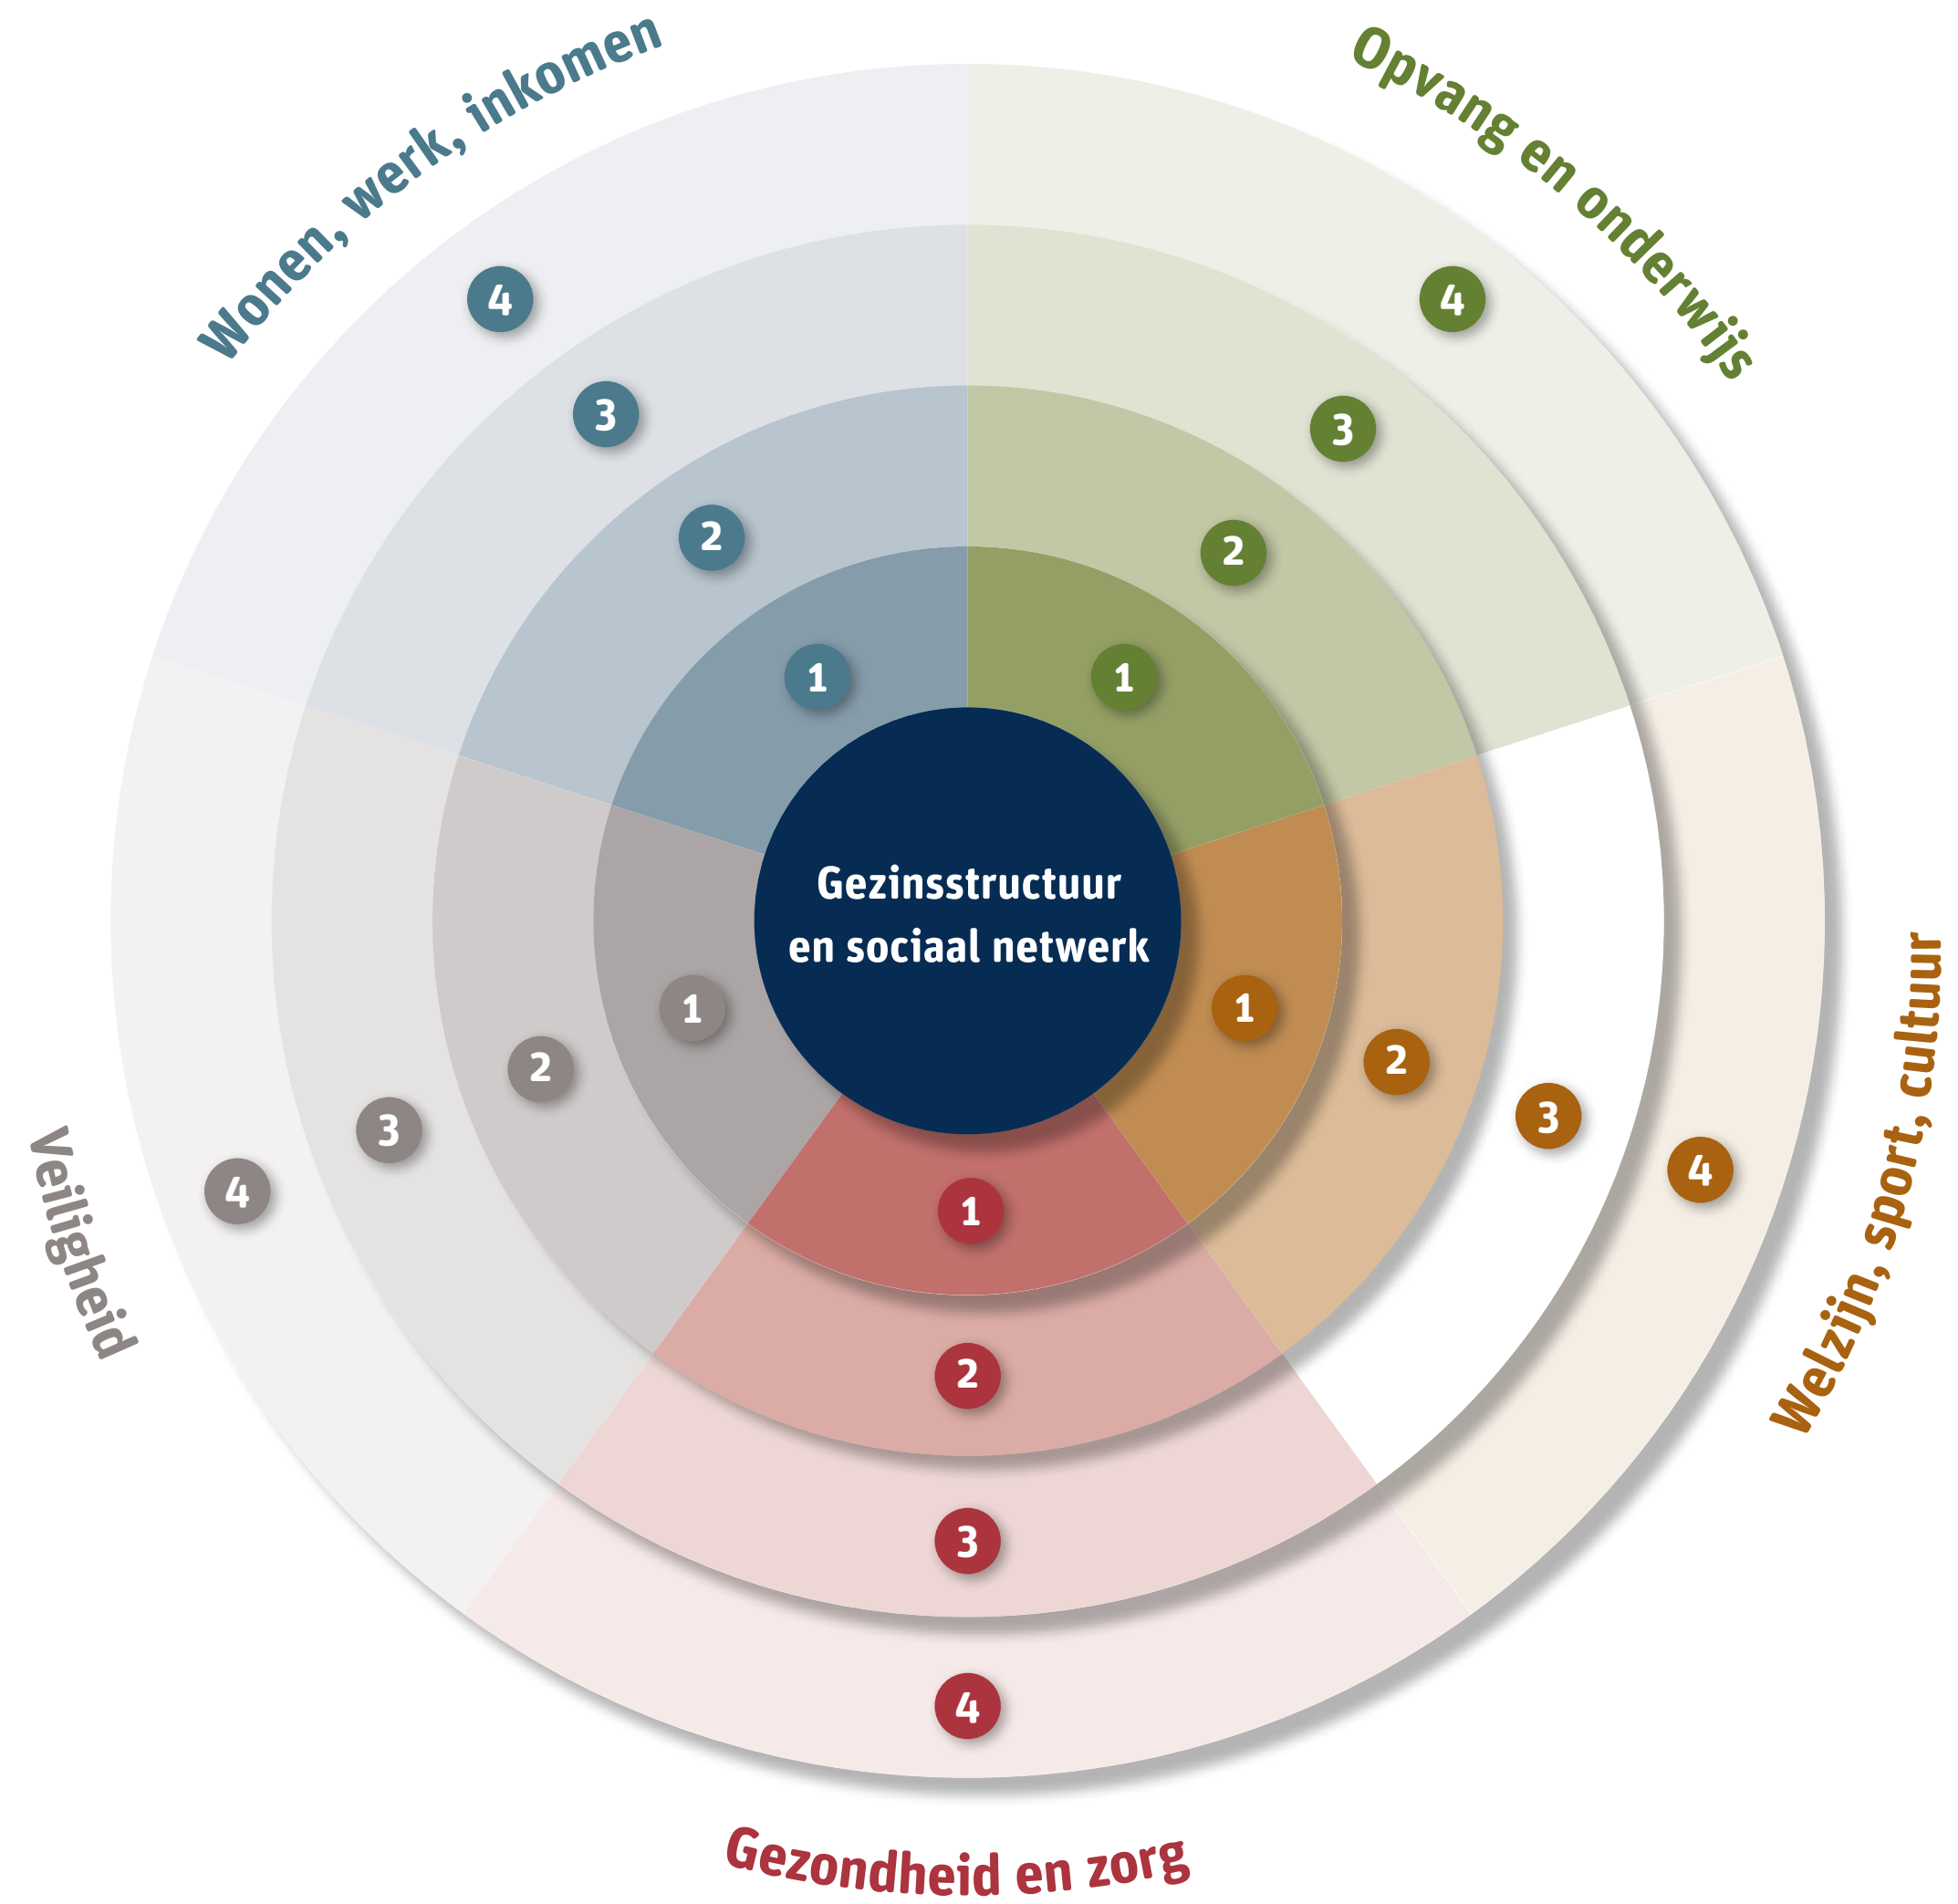 Wonen, werk, inkomen
Opvang en onderwijs
4
4
3
3
2
2
1
1
Gezinsstructuur
en sociaal netwerk
1
1
2
2
3
3
4
4
Veiligheid
Welzijn, sport, cultuur
1
2
3
4
Gezondheid en zorg